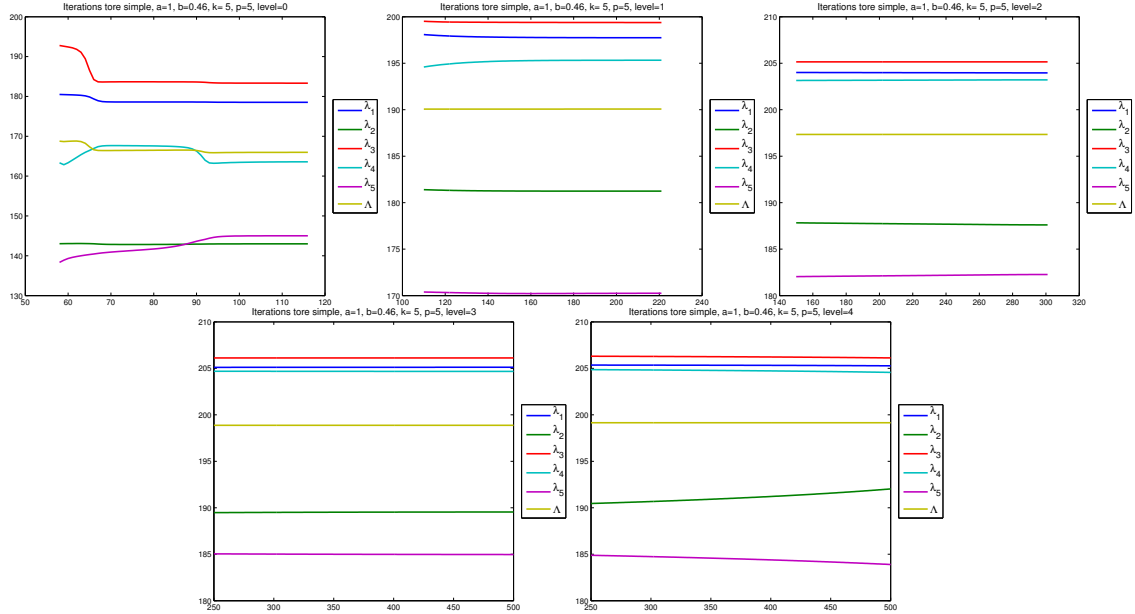 Iterations tore simple, a=1, b=0.46, k= 5, p=5, level=0
200
190
180
170
160
150
140
130
50 60 70 80 90 100 110 120
λ1
λ2
λ3
λ4
λ5
Λ
Iterations tore simple, a=1, b=0.46, k= 5, p=5, level=1
200
195
190
185
180
175
170
100 120 140 160 180 200 220 240
λ1
λ2
λ3
λ4
λ5
Λ
Iterations tore simple, a=1, b=0.46, k= 5, p=5, level=2
210
205
200
195
190
185
180
140 160 180 200 220 240 260 280 300 320
λ1
λ2
λ3
λ4
λ5
Λ
Iterations tore simple, a=1, b=0.46, k= 5, p=5, level=3
210
205
200
195
190
185
180
250 300 350 400 450 500
λ1
λ2
λ3
λ4
λ5
Λ
Iterations tore simple, a=1, b=0.46, k= 5, p=5, level=4
210
205
200
195
190
185
180
250 300 350 400 450 500
λ1
λ2
λ3
λ4
λ5
Λ